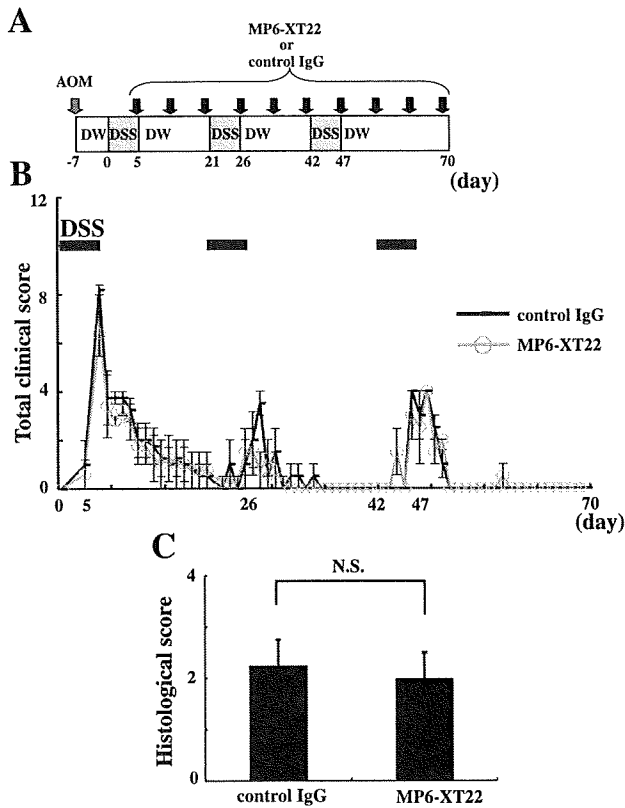 A
MP6-XT22
or
control IgG
AOM
DW DSS DW DSS DW DSS DW
-7 0 5 21 26 42 47 70
(day)
B
12
8
4
0
Total clinical score
DSS
control IgG
MP6-XT22
0 5 26 42 47 70
(day)
C
N.S.
4
2
0
Histological score
control IgG MP6-XT22